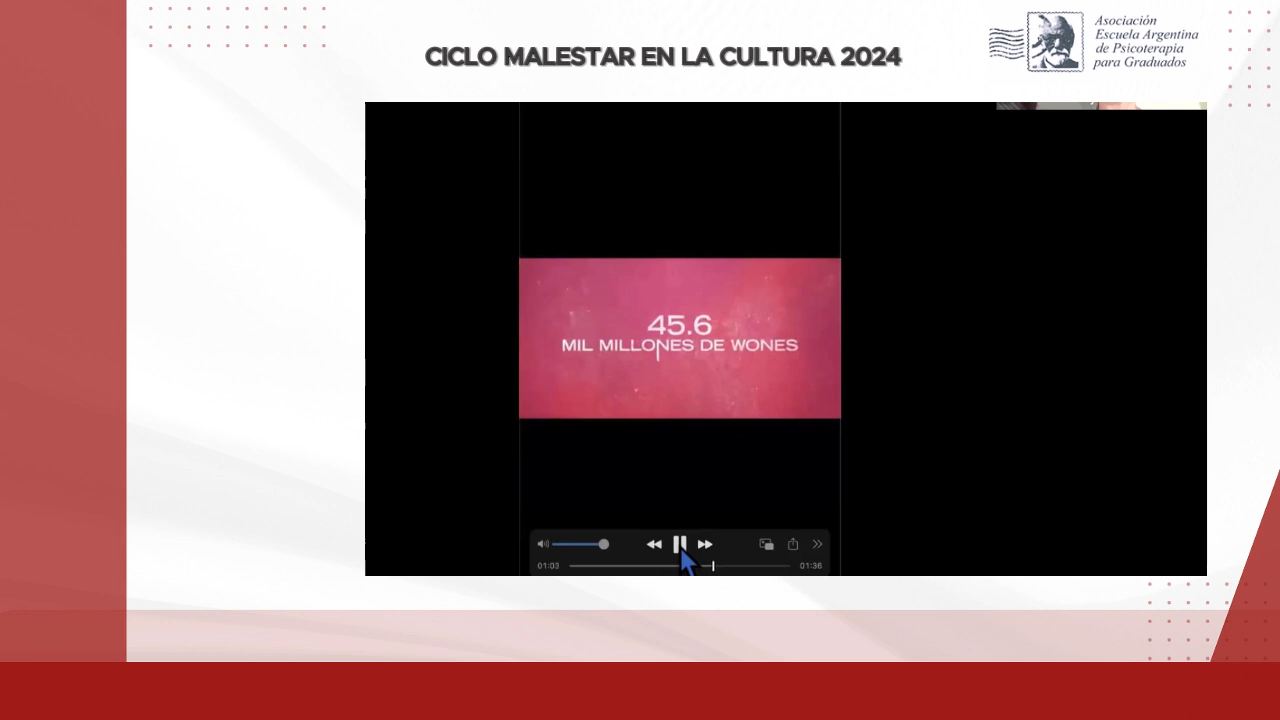 CICLO MALESTAR EN LA CULTURA 2024
Asociación
Escuela Argentina
de Psicoterapia
para Graduados
45.6
MIL MILLONES DE WONES
01:03
01:36